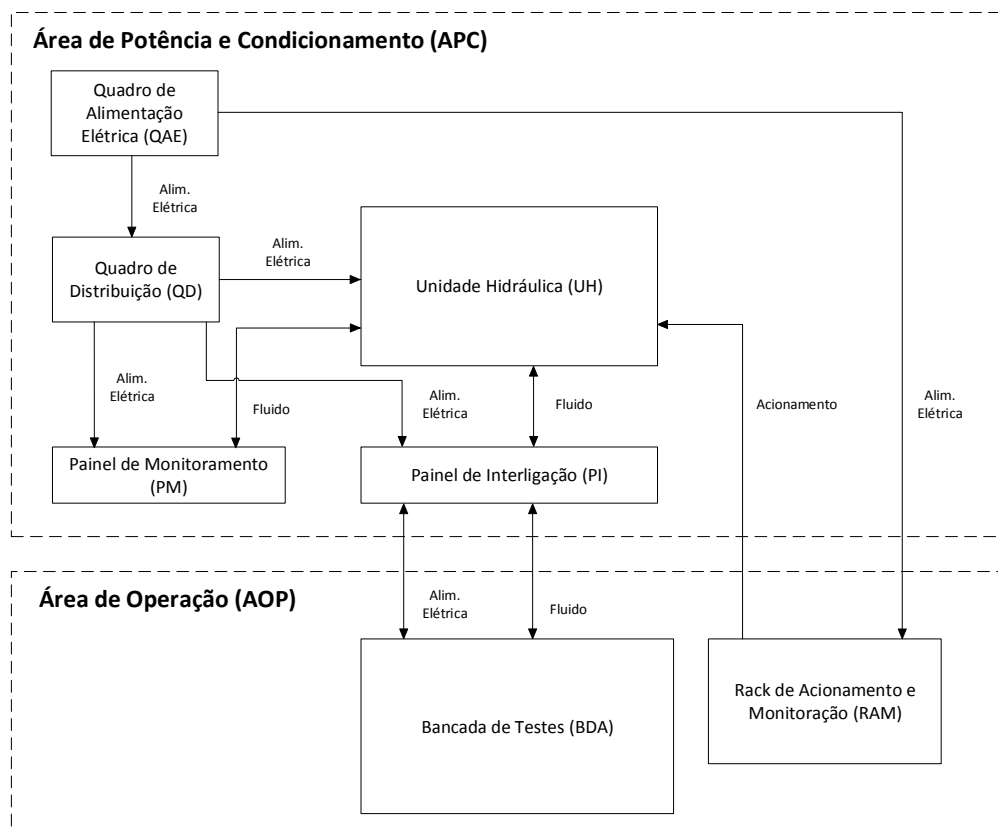 Área de Potência e Condicionamento (APC)
Quadro de
Alimentação
Elétrica (QAE)
Alim.
Elétrica
Quadro de
Distribuição (QD)
Alim.
Elétrica
Unidade Hidráulica (UH)
Alim.
Elétrica
Fluido
Alim.
Elétrica
Fluido
Acionamento
Alim.
Elétrica
Painel de Monitoramento
(PM)
Painel de Interligação (PI)
Área de Operação (AOP)
Alim.
Elétrica
Fluido
Bancada de Testes (BDA)
Rack de Acionamento e
Monitoração (RAM)